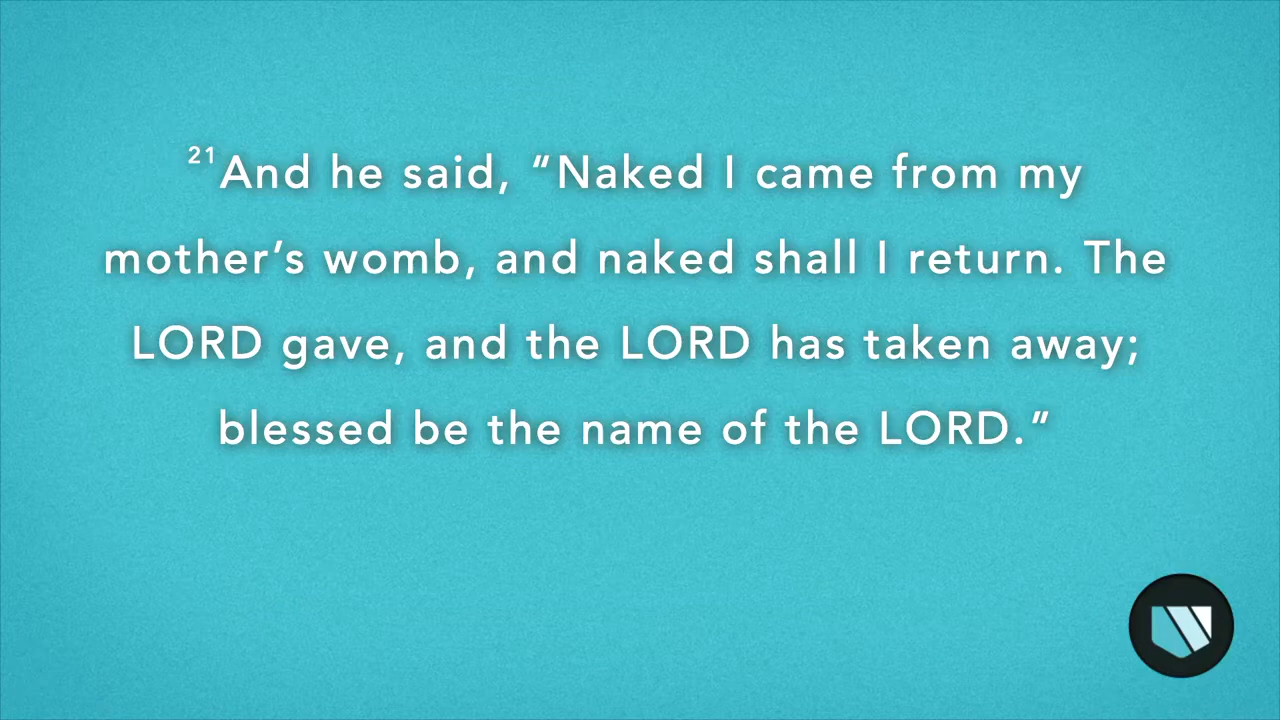 21And he said, “Naked I came from my
mother’s womb, and naked shall I return. The
LORD gave, and the LORD has taken away;
blessed be the name of the LORD.”